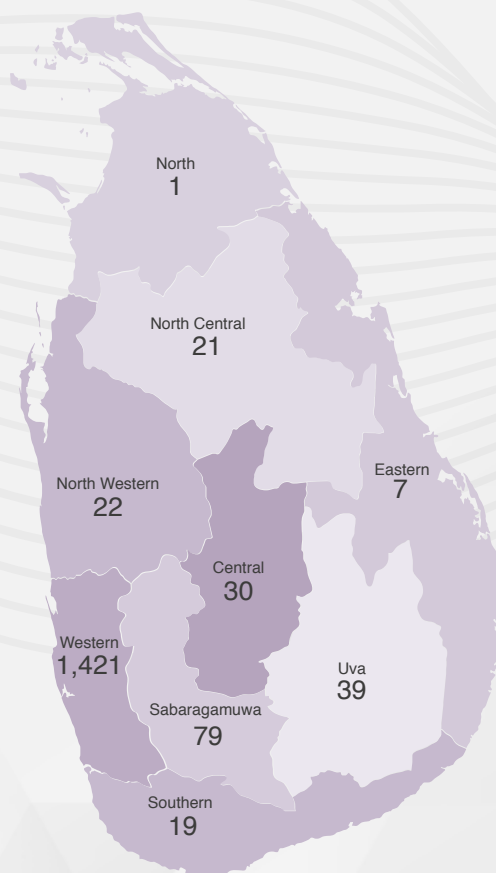 North
1
North Central
21
Eastern
7
North Western
22
Central
30
Western
1,421
Uva
39
Sabaragamuwa
79
Southern
19